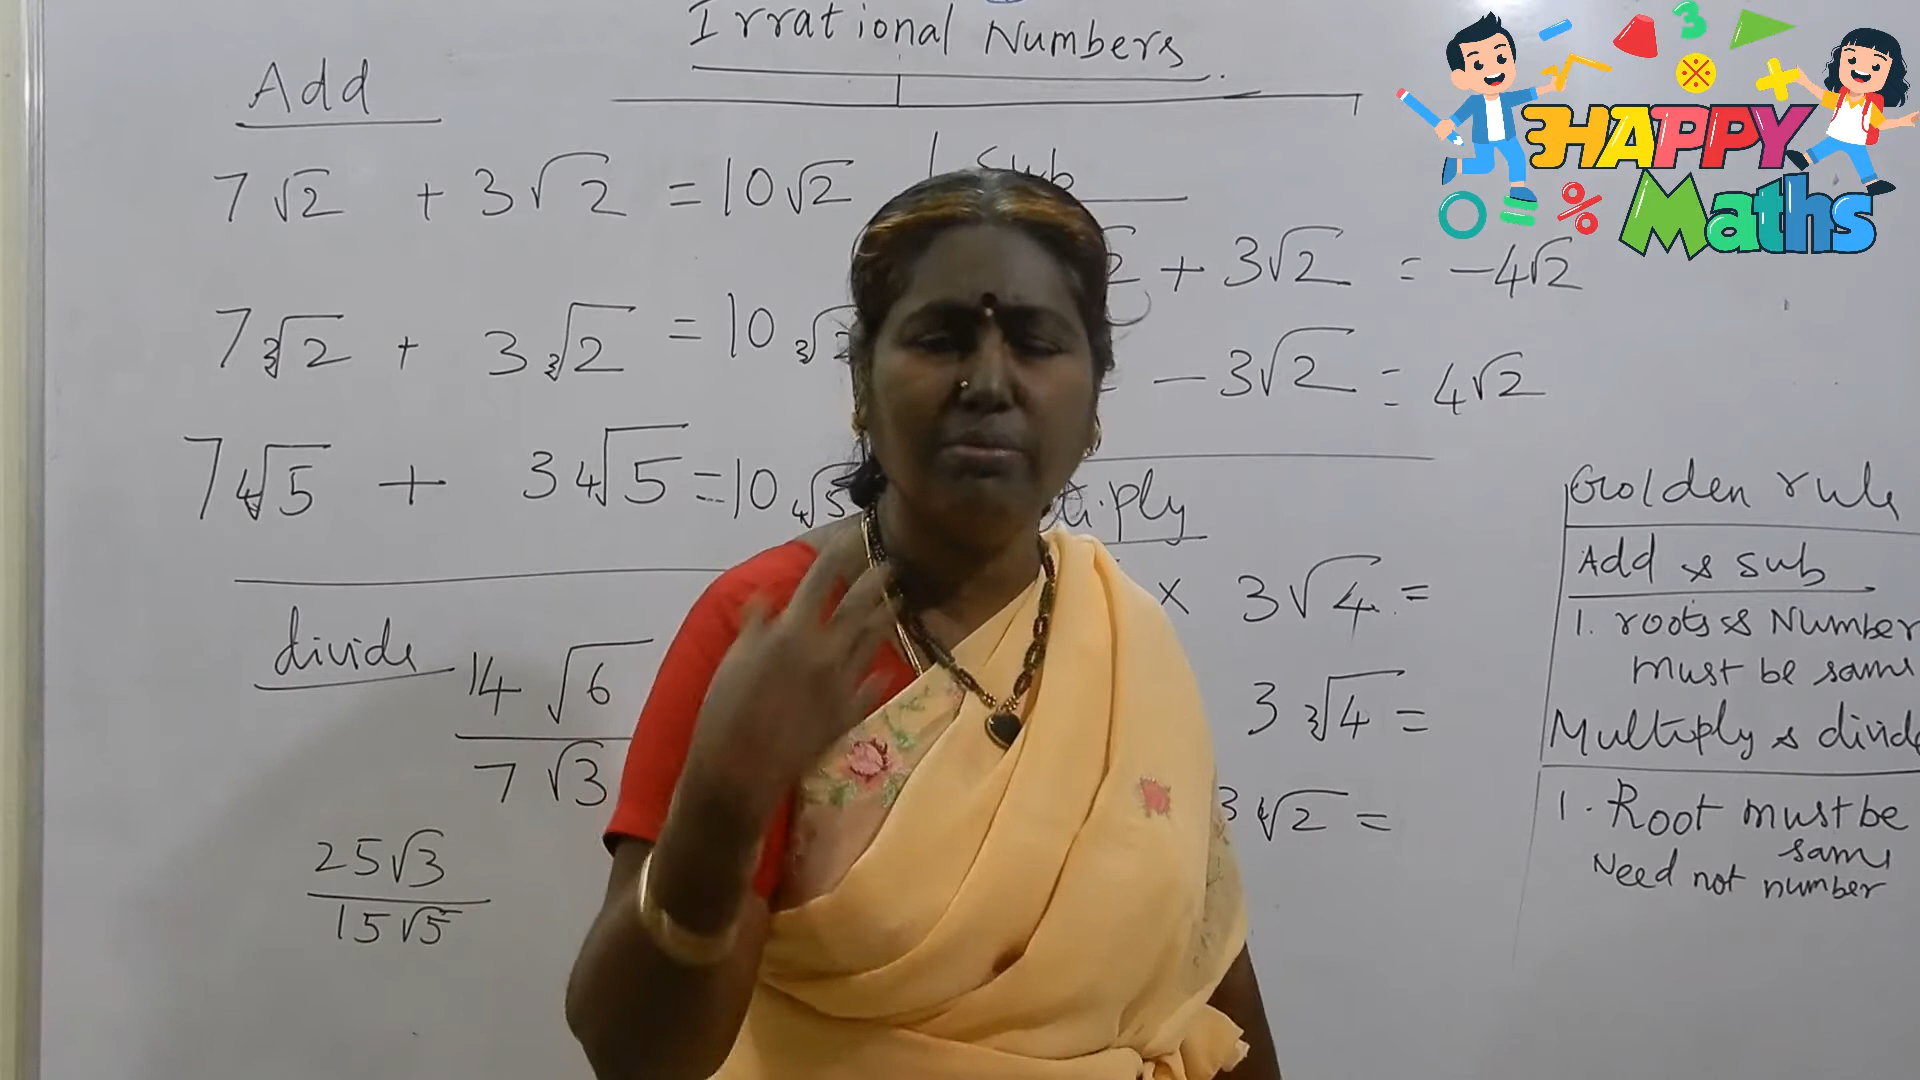 Irrational Numbers
Add
7√2 + 3√2 = 10√2
7∛2 + 3∛2 = 10∛2
7∜5 + 3∜5 = 10∜5
Sub
+ 3√2 = -4√2
- 3√2 = 4√2
divide
14√6
7√3
25√3
15√5
x 3√4 =
3∛4 =
3∜2 =
Golden rule
Add & sub
1. roots & Number
must be same
Multiply & divide
1. Root must be
same
Need not number
HAPPY
Maths